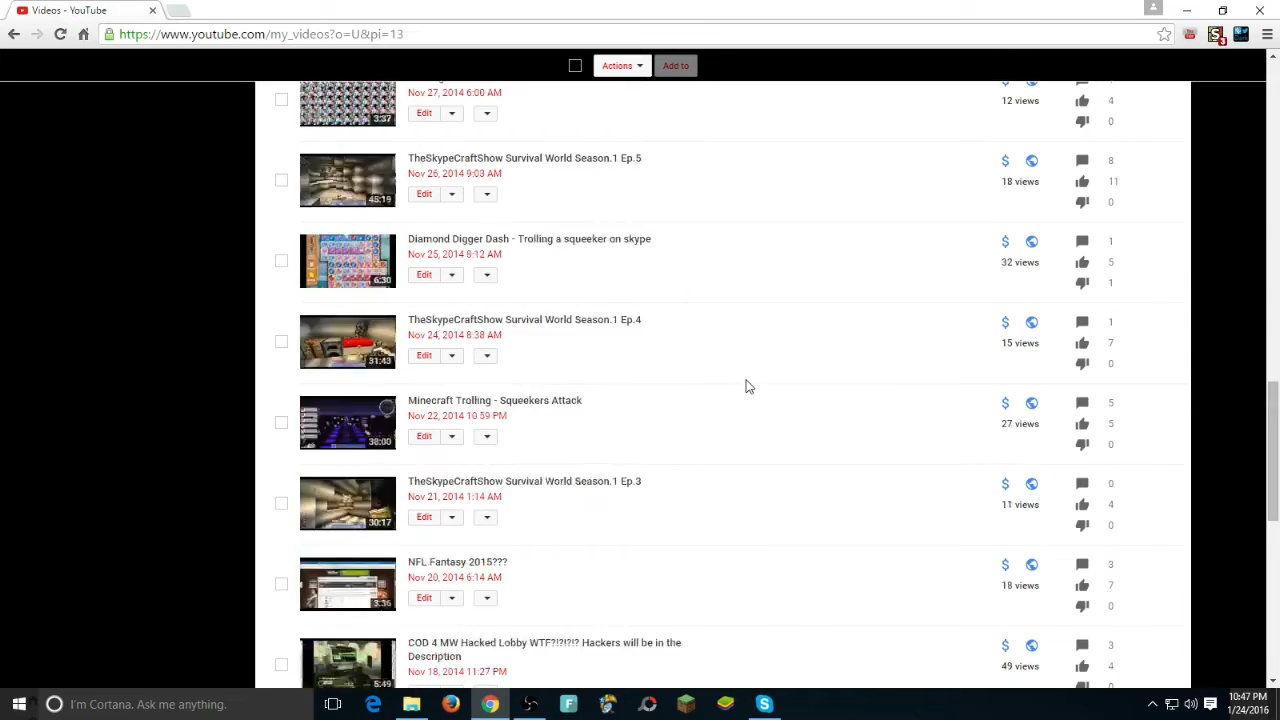 Videos - YouTube
https://www.youtube.com/my_videos?o=U&pi=13
3
Actions
Add to
Nov 27, 2014 6:00 AM
Edit
3:37
12 views
4
0
TheSkypeCraftShow Survival World Season.1 Ep.5
Nov 26, 2014 9:03 AM
Edit
45:19
$
18 views
8
11
0
Diamond Digger Dash - Trolling a squeeker on skype
Nov 25, 2014 8:12 AM
Edit
6:30
$
32 views
1
5
1
TheSkypeCraftShow Survival World Season.1 Ep.4
Nov 24, 2014 8:38 AM
Edit
31:43
$
15 views
1
7
0
Minecraft Trolling - Squeekers Attack
Nov 22, 2014 10:59 PM
Edit
38:00
$
27 views
5
5
0
TheSkypeCraftShow Survival World Season.1 Ep.3
Nov 21, 2014 1:14 AM
Edit
30:17
$
11 views
0
4
0
NFL Fantasy 2015???
Nov 20, 2014 6:14 AM
Edit
3:36
$
18 views
3
7
0
COD 4 MW Hacked Lobby WTF?!?!?!? Hackers will be in the
Description
Nov 18, 2014 11:27 PM
5:49
$
49 views
3
4
I'm Cortana. Ask me anything.
10:47 PM
1/24/2016